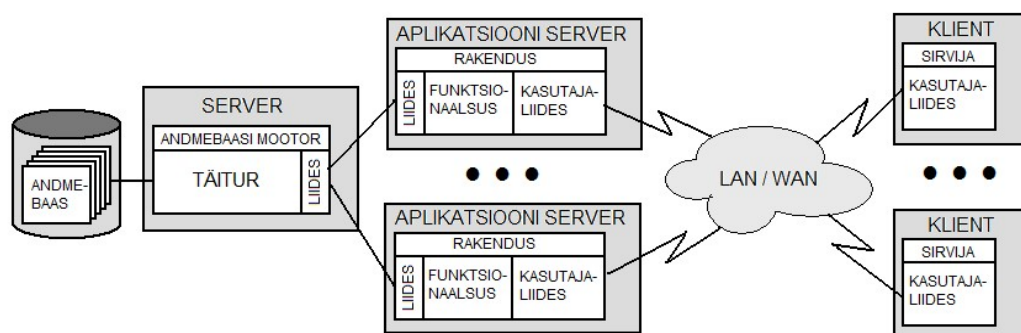 ANDME-
BAAS
SERVER
ANDMEBAASI MOOTOR
TÄITUR
LIIDES
APLIKATSIOONI SERVER
RAKENDUS
LIIDES
FUNKTSIO-
NAALSUS
KASUTAJA-
LIIDES
APLIKATSIOONI SERVER
RAKENDUS
LIIDES
FUNKTSIO-
NAALSUS
KASUTAJA-
LIIDES
LAN / WAN
KLIENT
SIRVIJA
KASUTAJA-
LIIDES
KLIENT
SIRVIJA
KASUTAJA-
LIIDES